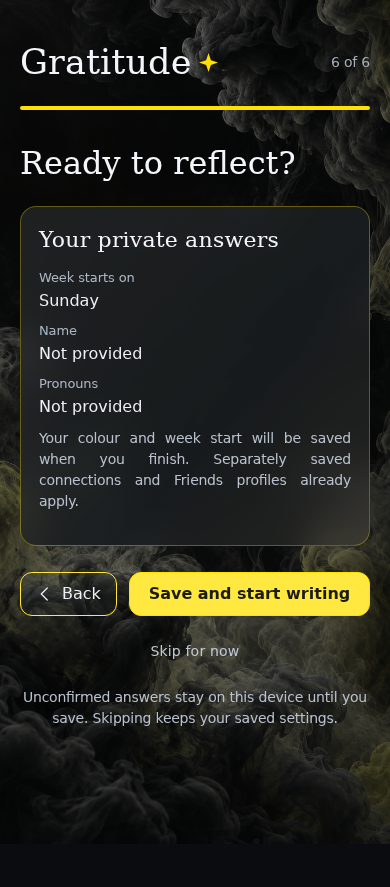 Gratitude
6 of 6
Ready to reflect?
Your private answers
Week starts on
Sunday
Name
Not provided
Pronouns
Not provided
Your colour and week start will be saved
when you finish. Separately saved
connections and Friends profiles already
apply.
Back
Save and start writing
Skip for now
Unconfirmed answers stay on this device until you
save. Skipping keeps your saved settings.